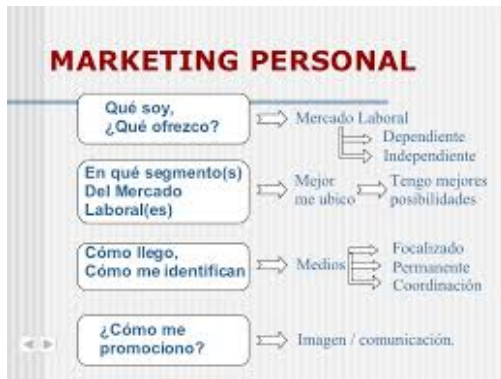 MARKETING PERSONAL
Qué soy,
¿Qué ofrezco?
Mercado Laboral
Dependiente
Independiente
En qué segmento(s)
Del Mercado
Laboral(es)
Mejor
me ubico
Tengo mejores
posibilidades
Cómo llego,
Cómo me identifican
Medios
Focalizado
Permanente
Coordinación
¿Cómo me
promociono?
Imagen / comunicación.